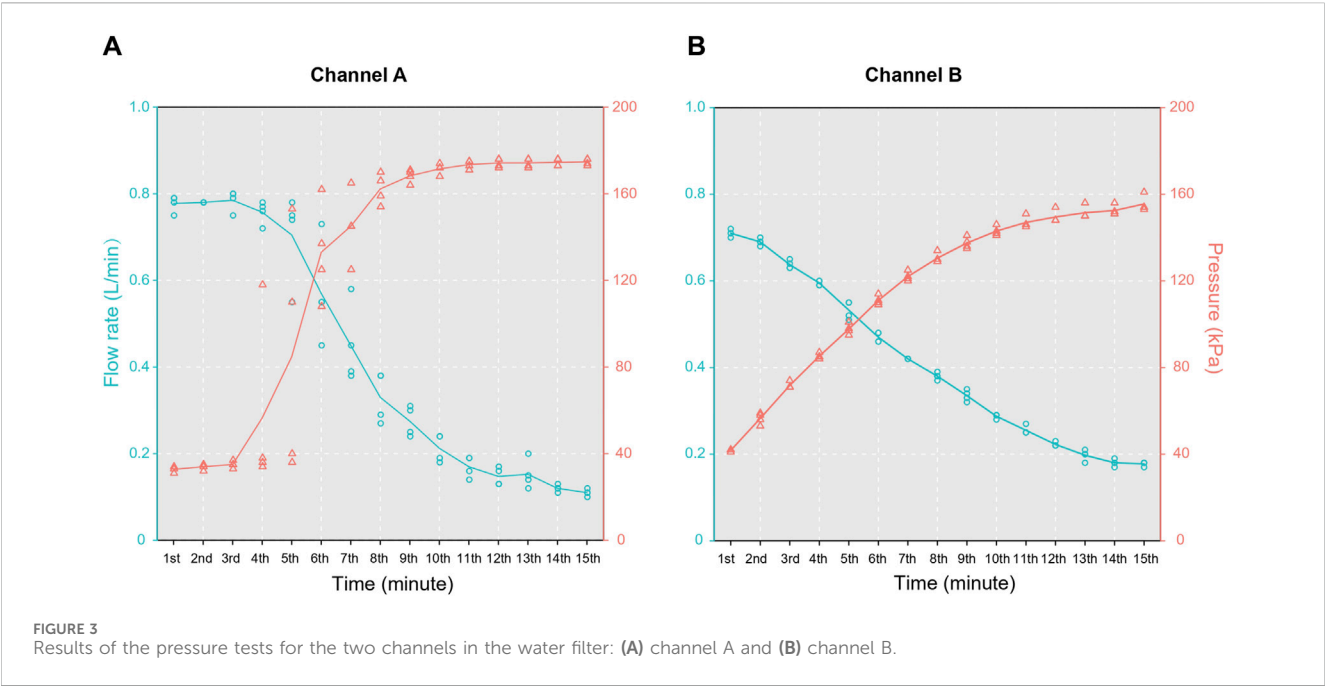 A
B
Channel A
Channel B
1.0
0.8
0.6
0.4
0.2
0
Flow rate (L/min)
200
160
120
80
40
0
1st 2nd 3rd 4th 5th 6th 7th 8th 9th 10th 11th 12th 13th 14th 15th
Time (minute)
1.0
0.8
0.6
0.4
0.2
0
200
160
120
80
40
0
Pressure (kPa)
1st 2nd 3rd 4th 5th 6th 7th 8th 9th 10th 11th 12th 13th 14th 15th
Time (minute)
FIGURE 3
Results of the pressure tests for the two channels in the water filter: (A) channel A and (B) channel B.